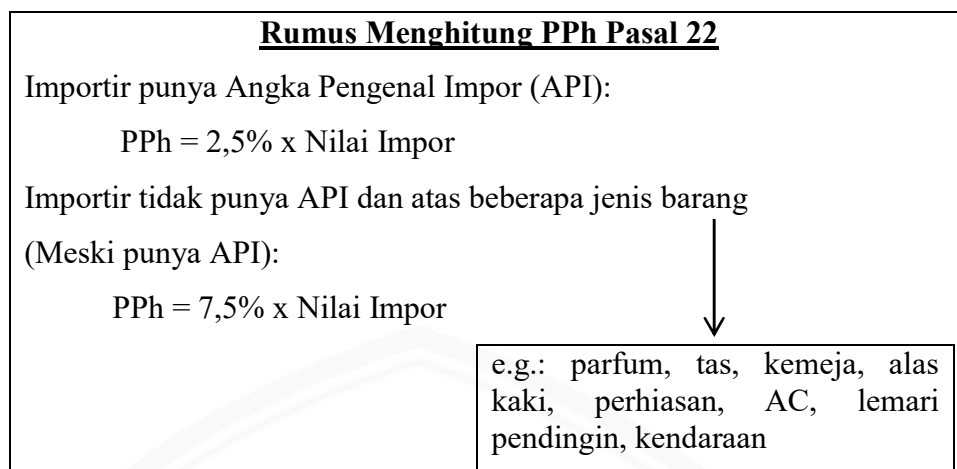 Rumus Menghitung PPh Pasal 22
Importir punya Angka Pengenal Impor (API):
PPh = 2,5% x Nilai Impor
Importir tidak punya API dan atas beberapa jenis barang
(Meski punya API):
PPh = 7,5% x Nilai Impor
e.g.: parfum, tas, kemeja, alas
kaki, perhiasan, AC, lemari
pendingin, kendaraan